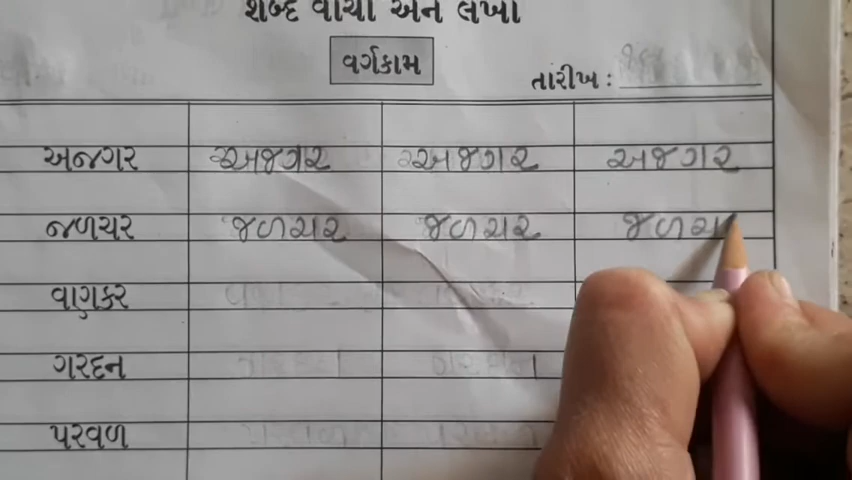 શબ્દ વાંચો અને લખો
વર્ગકામ
તારીખ :
અજગર અજગર અજગર અજગર
જળચર જળચર જળચર જળચ
વાણકર
ગરદન
પરવળ